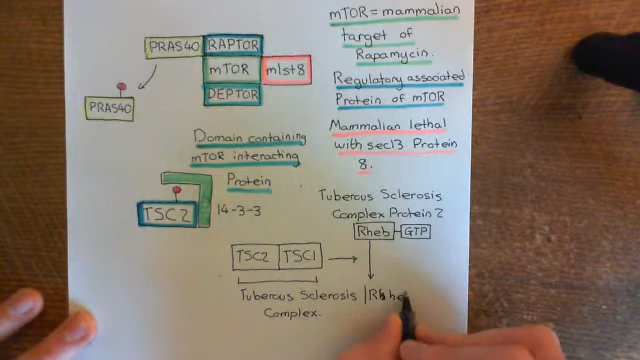 PRAS40 RAPTOR
mTOR mlst8
DEPTOR
PRAS40
mTOR = mammalian
target of
Rapamycin.
Regulatory associated
Protein of mTOR
Mammalian lethal
with sec13 Protein
8.
Domain containing
mTOR interacting
Protein
TSC2 14-3-3
Tuberous Sclerosis
Complex Protein 2
Rheb GTP
TSC2 TSC1
Tuberous Sclerosis
Complex.